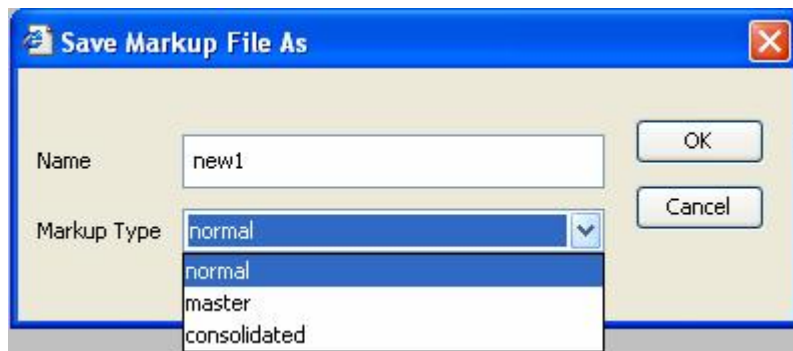 Save Markup File As
Name
new1
OK
Markup Type
normal
Cancel
normal
master
consolidated